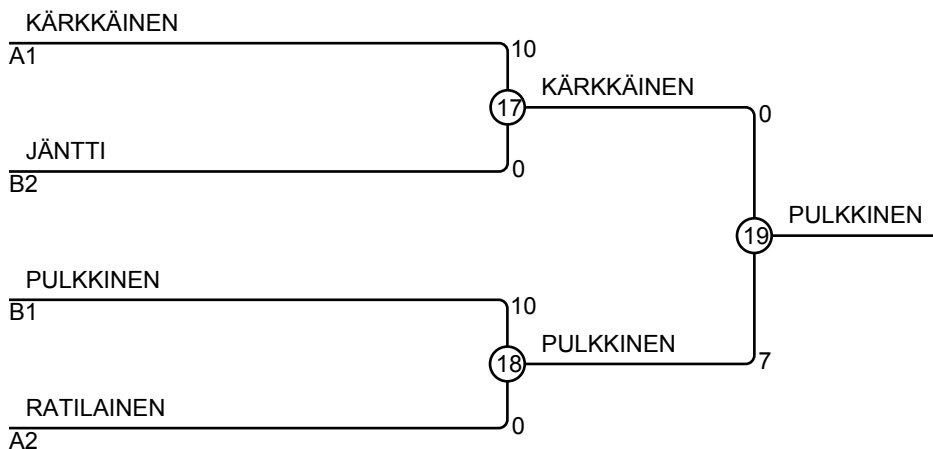 KÄRKKÄINEN
A1
10
17
KÄRKKÄINEN
0
JÄNTTI
B2
0
19
PULKKINEN
PULKKINEN
B1
10
18
PULKKINEN
7
RATILAINEN
A2
0